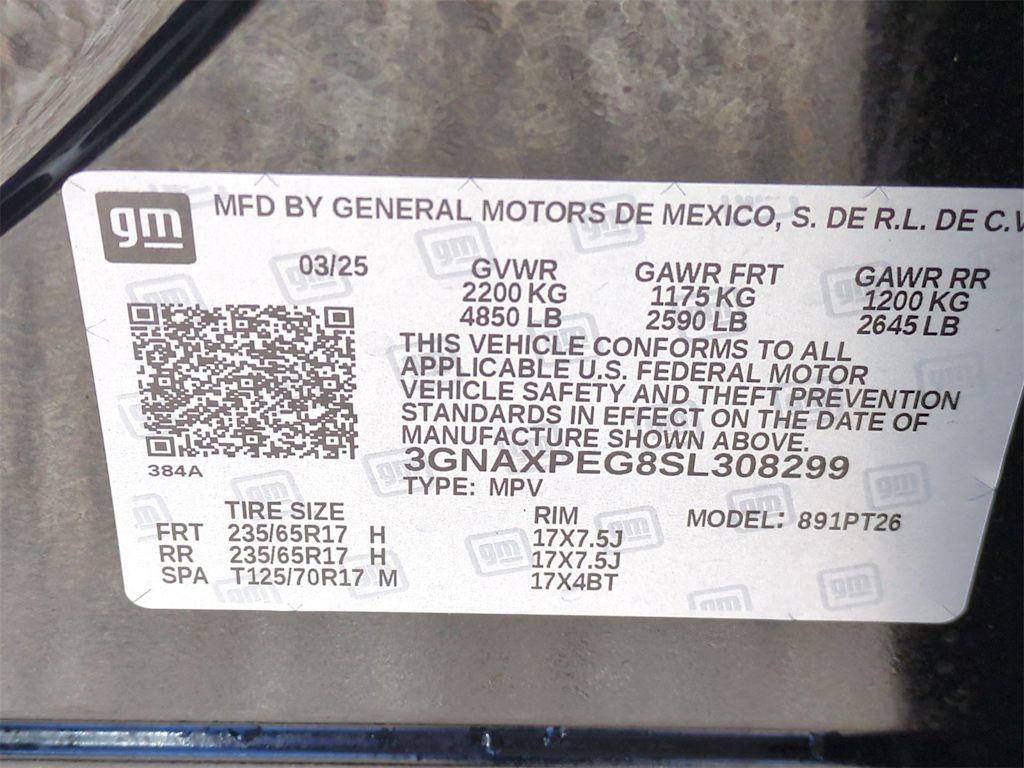 gm MFD BY GENERAL MOTORS DE MEXICO, S. DE R.L. DE C.V
03/25 GVWR GAWR FRT GAWR RR
2200 KG 1175 KG 1200 KG
4850 LB 2590 LB 2645 LB
THIS VEHICLE CONFORMS TO ALL
APPLICABLE U.S. FEDERAL MOTOR
VEHICLE SAFETY AND THEFT PREVENTION
STANDARDS IN EFFECT ON THE DATE OF
MANUFACTURE SHOWN ABOVE.
384A 3GNAXPEG8SL308299
TYPE: MPV
TIRE SIZE RIM MODEL: 891PT26
FRT 235/65R17 H 17X7.5J
RR 235/65R17 H 17X7.5J
SPA T125/70R17 M 17X4BT